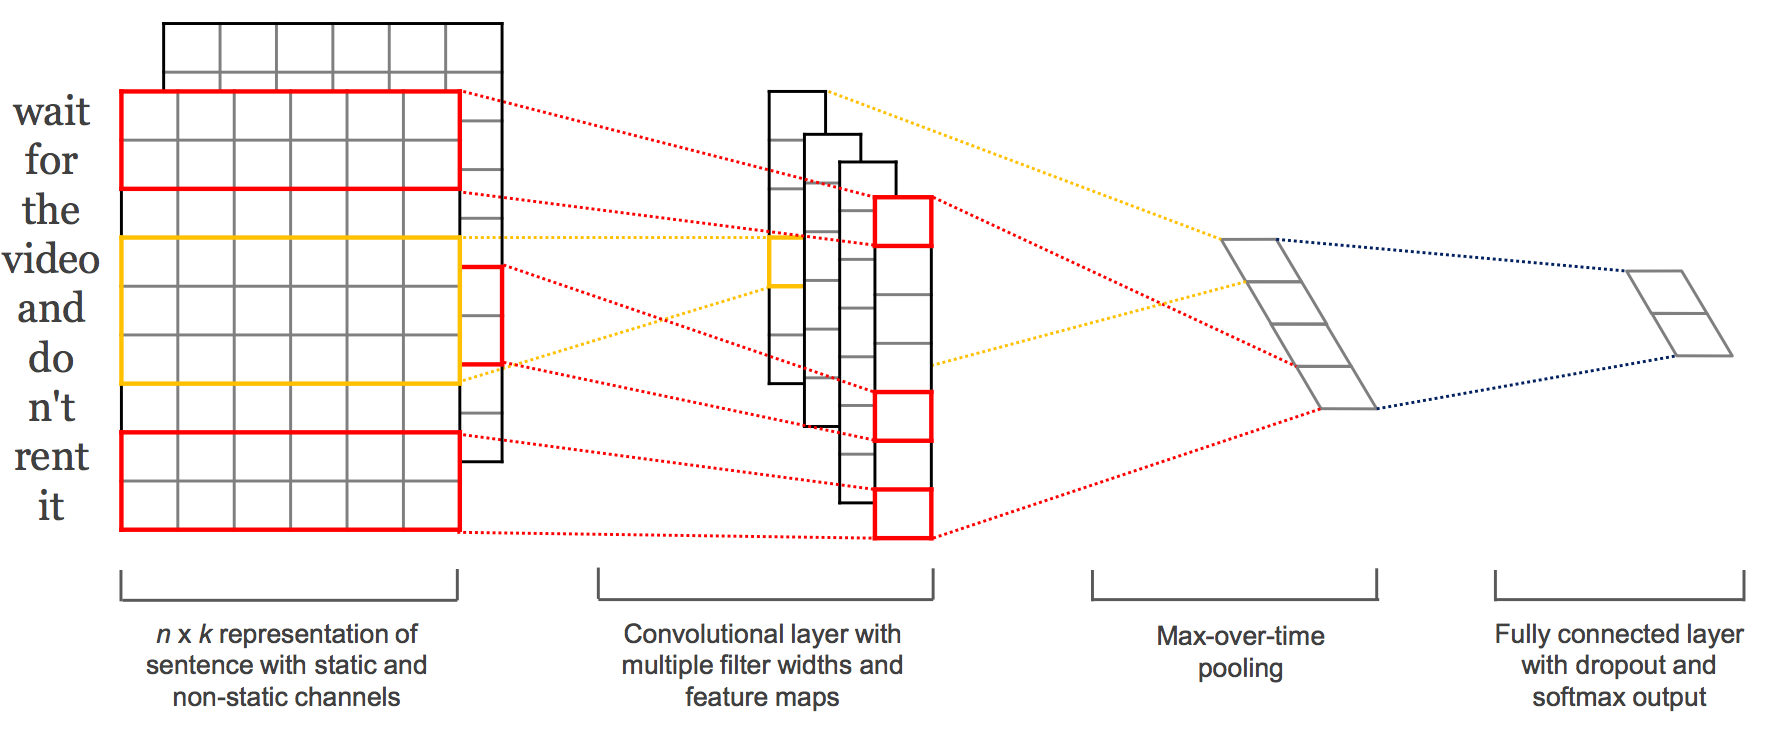 wait
for
the
video
and
do
n't
rent
it
n x k representation of
sentence with static and
non-static channels
Convolutional layer with
multiple filter widths and
feature maps
Max-over-time
pooling
Fully connected layer
with dropout and
softmax output